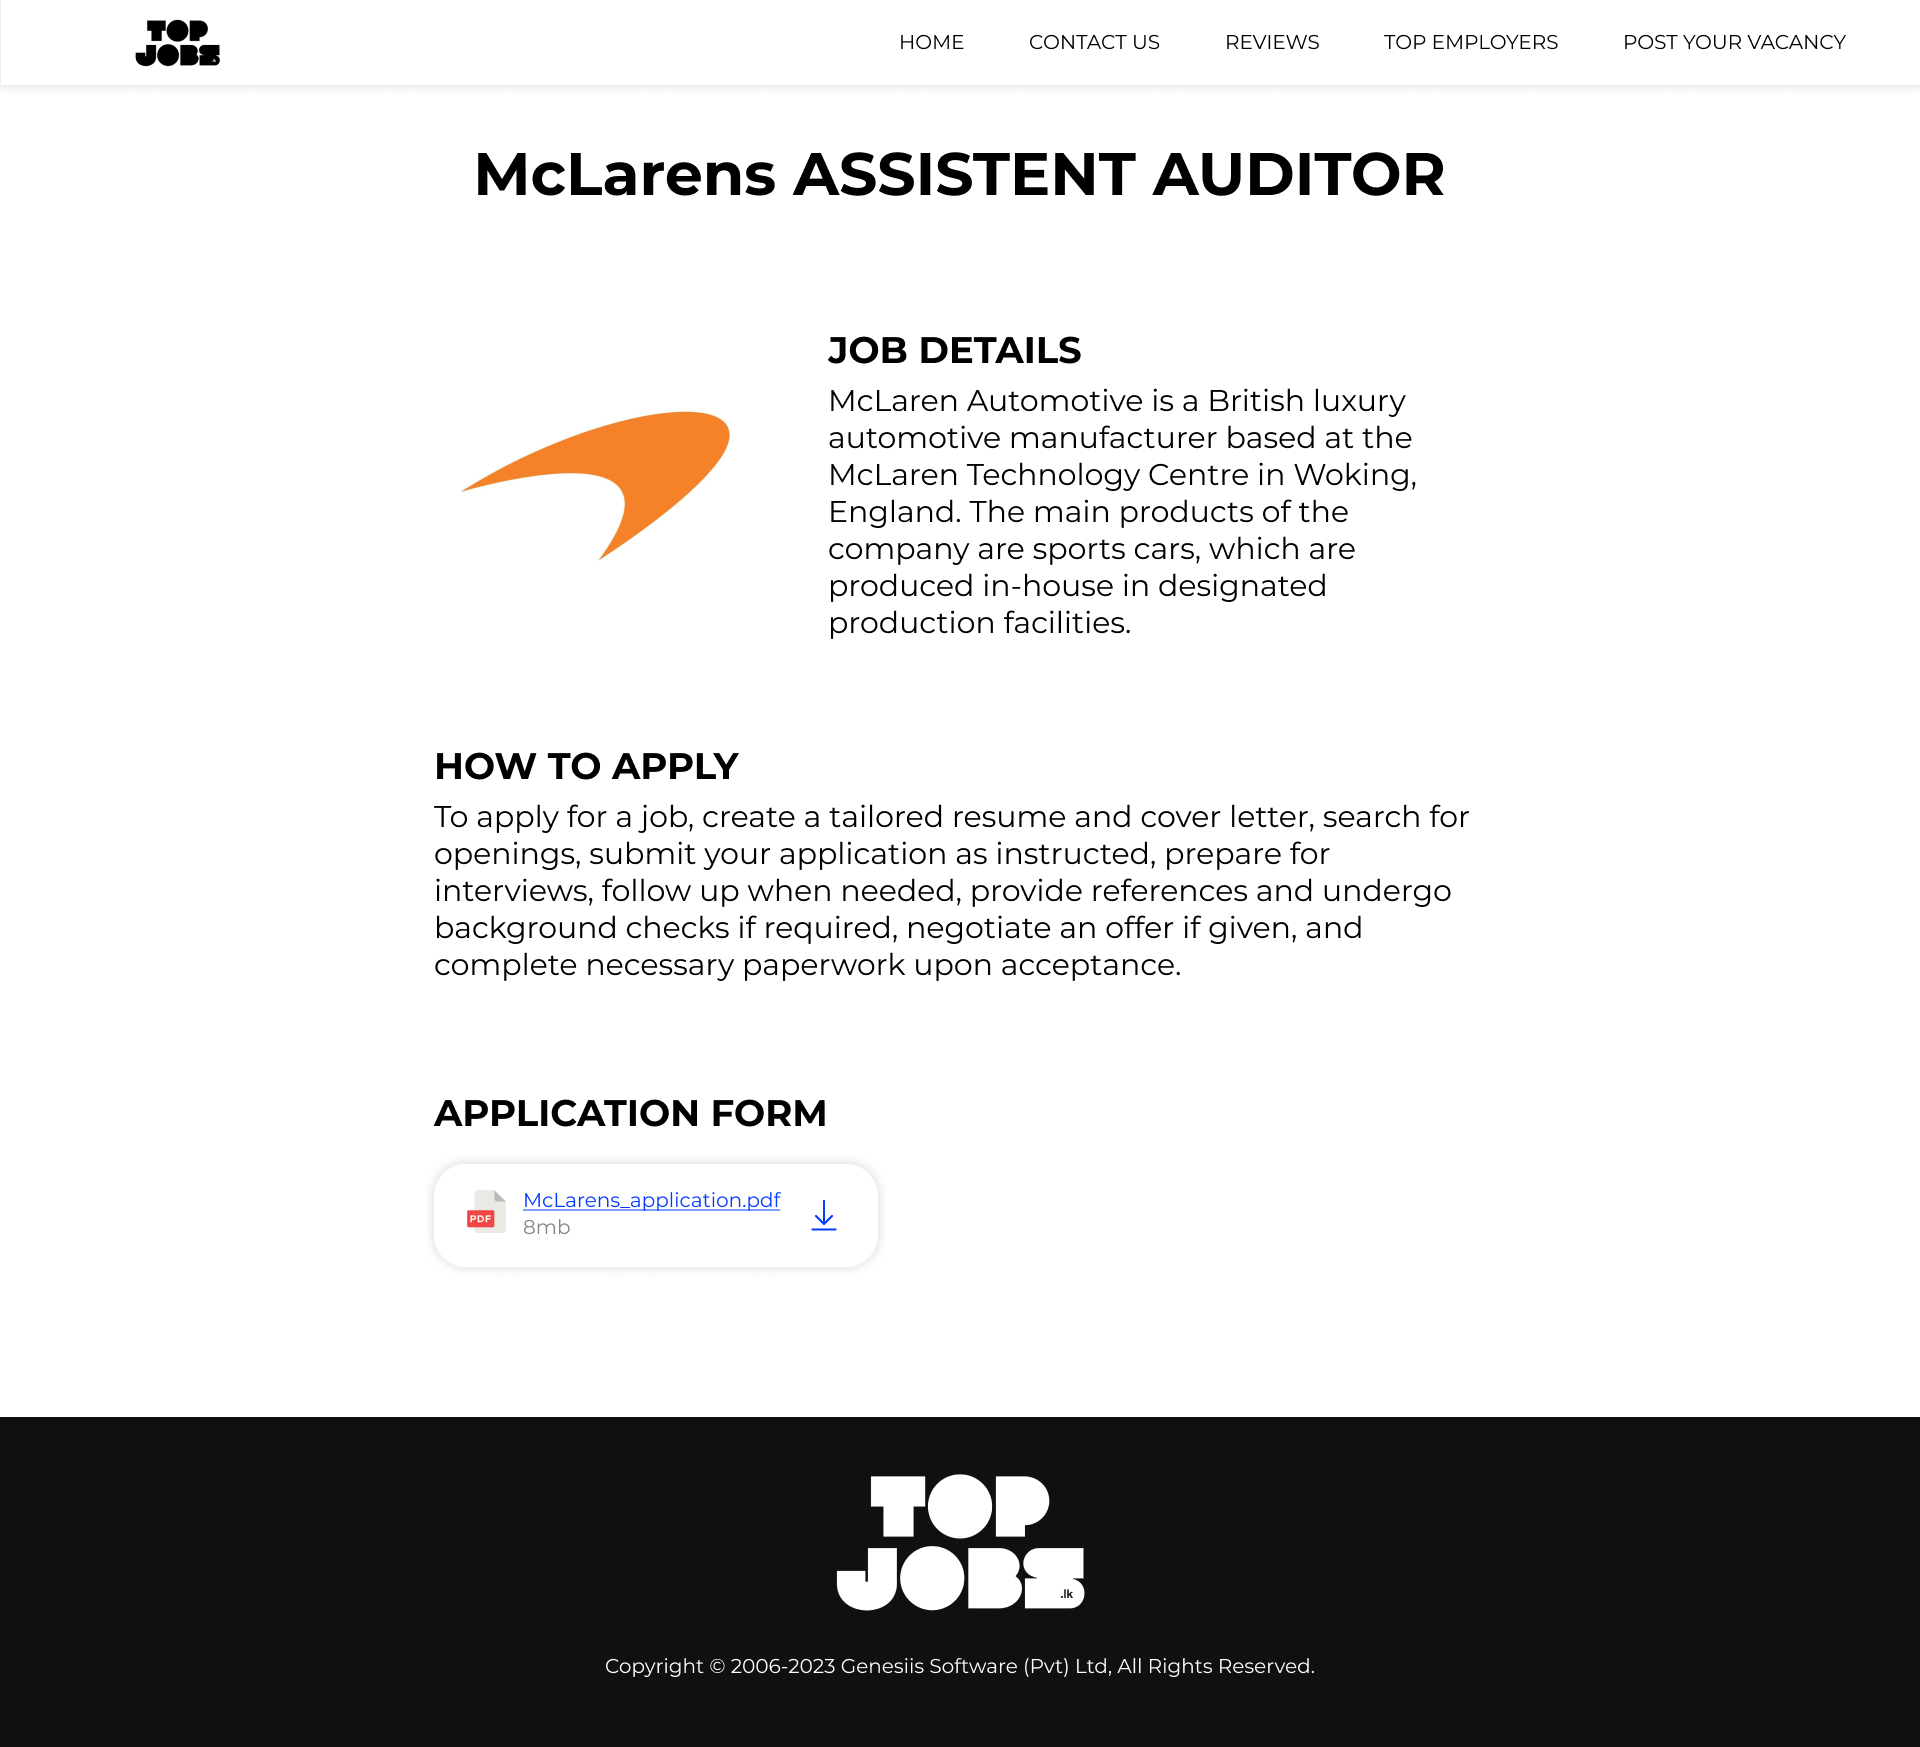 TOP
JOBS
HOME CONTACT US REVIEWS TOP EMPLOYERS POST YOUR VACANCY
McLarens ASSISTENT AUDITOR
JOB DETAILS
McLaren Automotive is a British luxury
automotive manufacturer based at the
McLaren Technology Centre in Woking,
England. The main products of the
company are sports cars, which are
produced in-house in designated
production facilities.
HOW TO APPLY
To apply for a job, create a tailored resume and cover letter, search for
openings, submit your application as instructed, prepare for
interviews, follow up when needed, provide references and undergo
background checks if required, negotiate an offer if given, and
complete necessary paperwork upon acceptance.
APPLICATION FORM
PDF
McLarens_application.pdf
8mb
TOP
JOBS
.lk
Copyright © 2006-2023 Genesiis Software (Pvt) Ltd, All Rights Reserved.